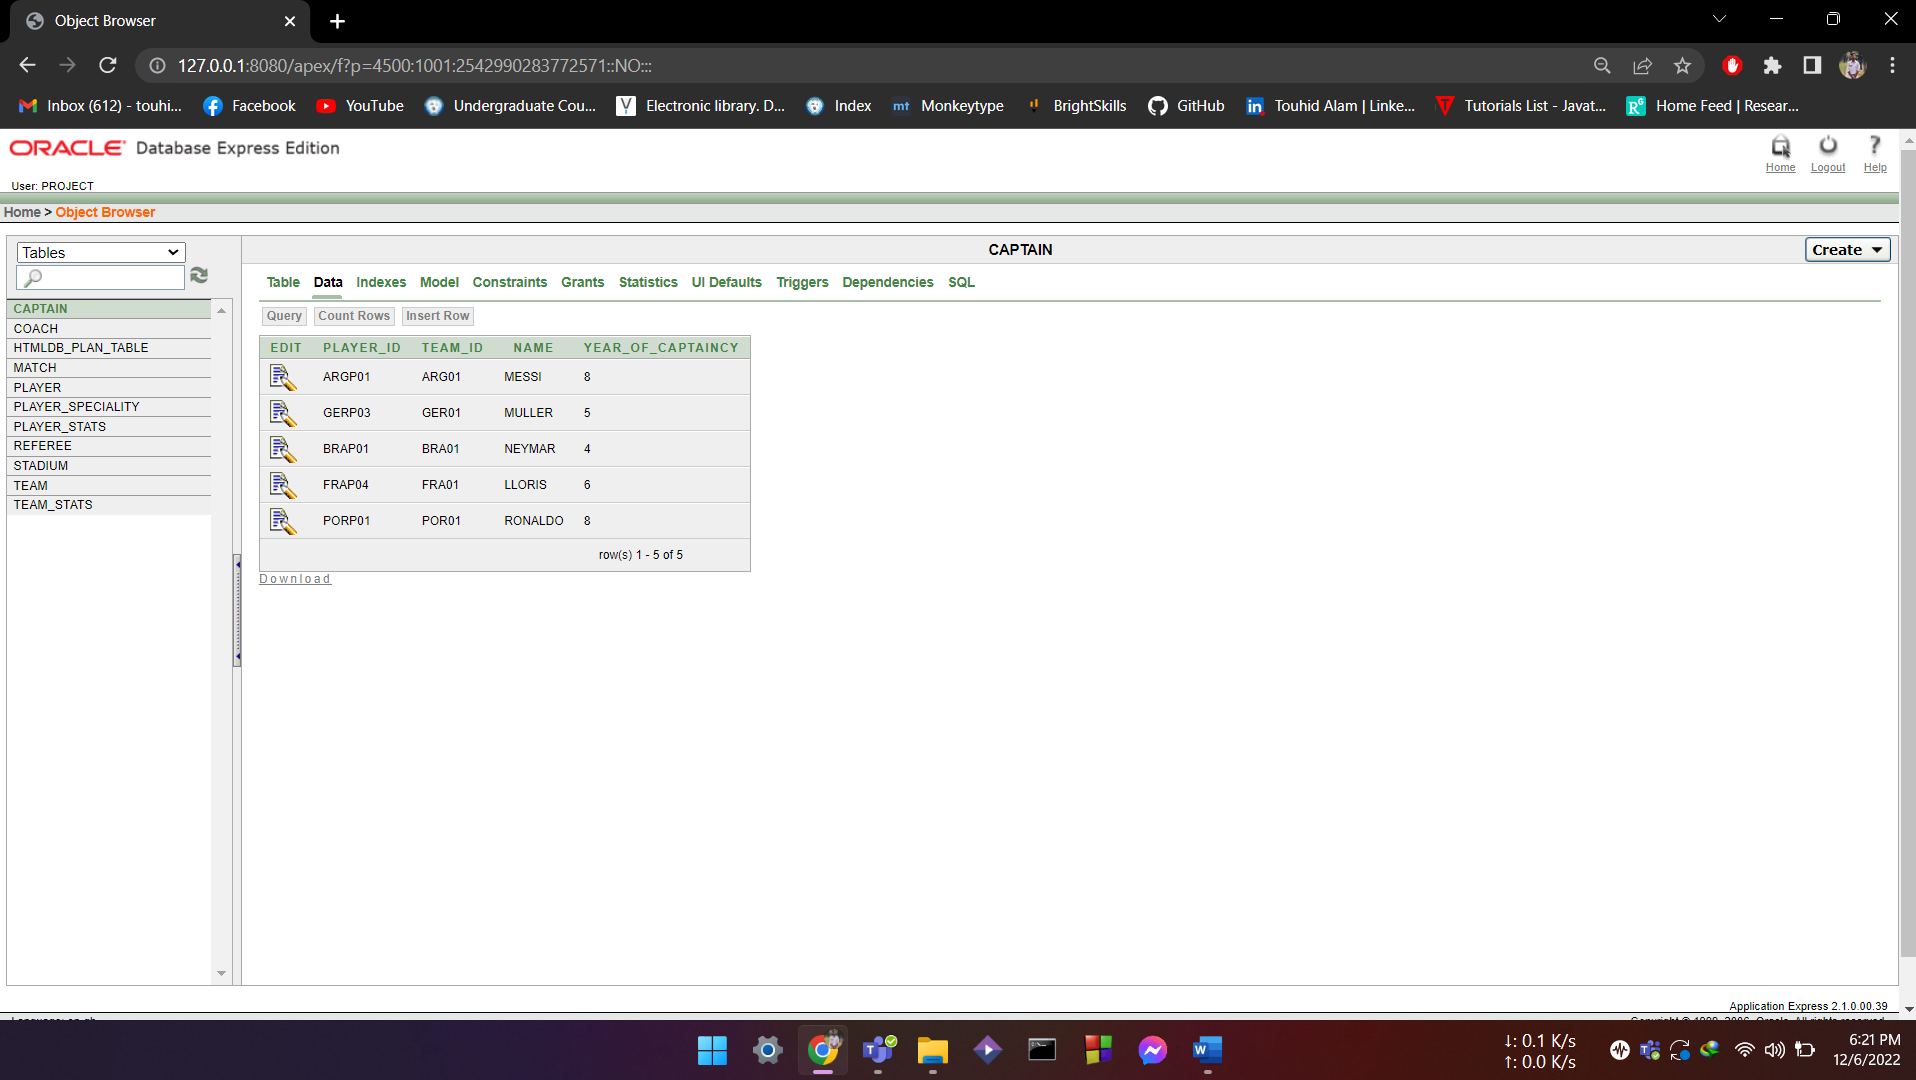 Object Browser
127.0.0.1:8080/apex/f?p=4500:1001:2542990283772571::NO:::
Inbox (612) - touhi... Facebook YouTube Undergraduate Cou... Electronic library. D... Index mt Monkeytype BrightSkills GitHub Touhid Alam | Linke... Tutorials List - Javat... Home Feed | Resear...
ORACLE Database Express Edition
Home Logout Help
User: PROJECT
Home > Object Browser
Tables
CAPTAIN
Create
Table Data Indexes Model Constraints Grants Statistics UI Defaults Triggers Dependencies SQL
Query Count Rows Insert Row
CAPTAIN
COACH
HTMLDB_PLAN_TABLE
MATCH
PLAYER
PLAYER_SPECIALITY
PLAYER_STATS
REFEREE
STADIUM
TEAM
TEAM_STATS
EDIT PLAYER_ID TEAM_ID NAME YEAR_OF_CAPTAINCY
ARGP01 ARG01 MESSI 8
GERP03 GER01 MULLER 5
BRAP01 BRA01 NEYMAR 4
FRAP04 FRA01 LLORIS 6
PORP01 POR01 RONALDO 8
row(s) 1 - 5 of 5
Download
Application Express 2.1.0.00.39
↓: 0.1 K/s
↑: 0.0 K/s
6:21 PM
12/6/2022